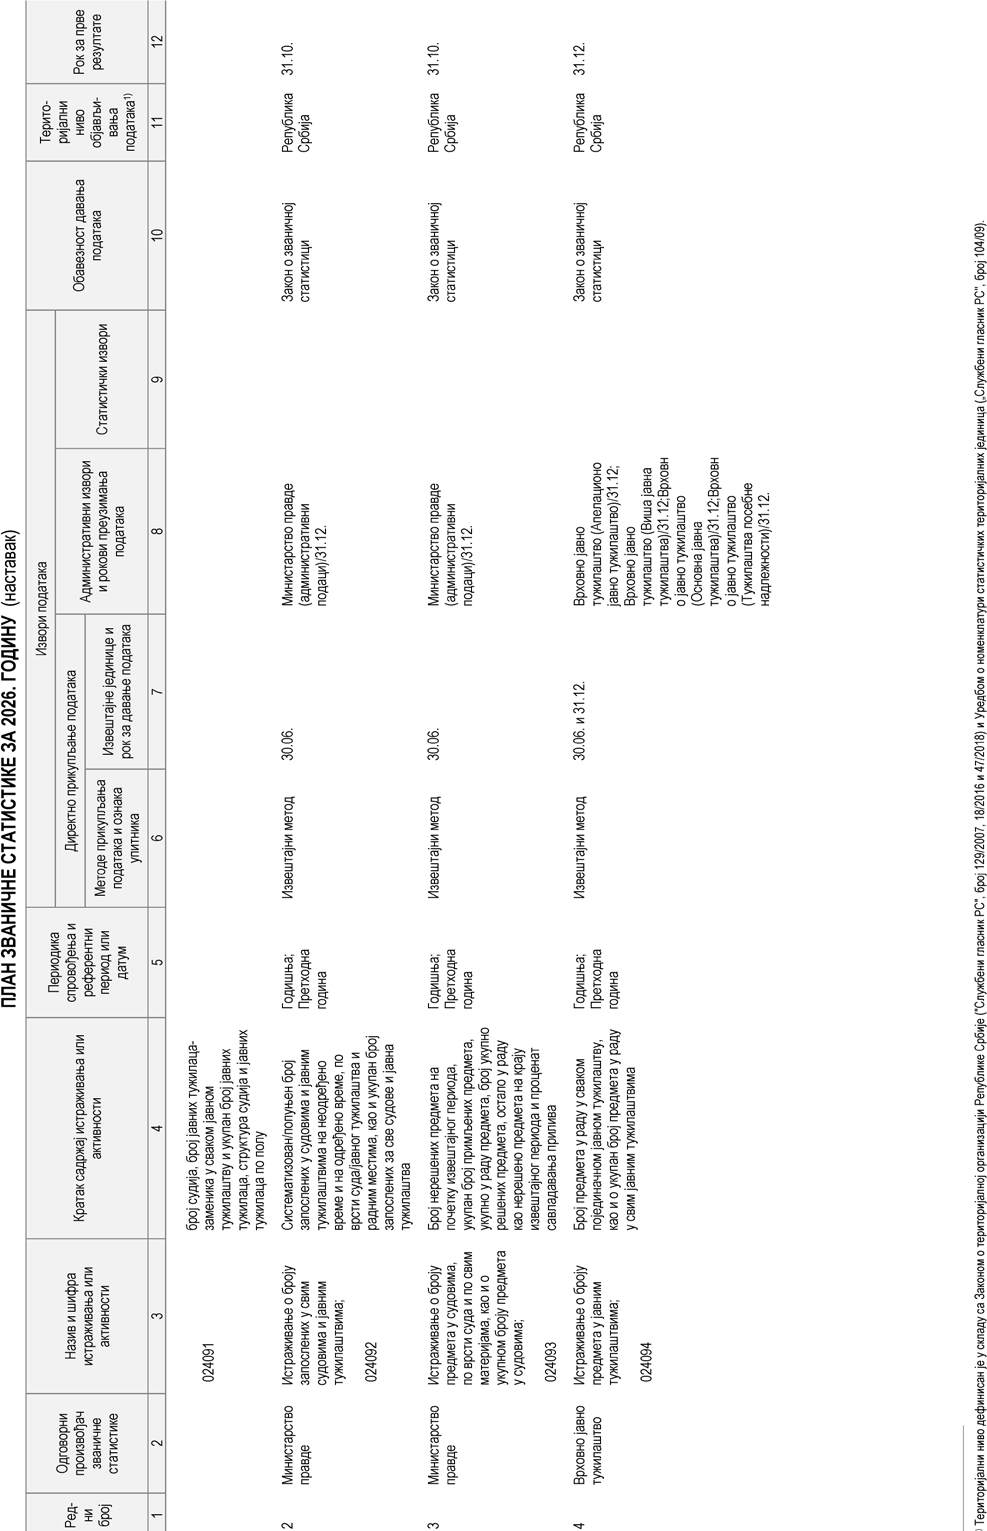 ПЛАН ЗВАНИЧНЕ СТАТИСТИКЕ ЗА 2026. ГОДИНУ (наставак)
Ред-
ни
број
Одговорни
произвођач
званичне
статистике
Назив и шифра
истраживања или
активности
Кратак садржај истраживања или
активности
Периодика
спровођења и
референтни
период или
датум
Извори података
Директно прикупљање података
Методе прикупљања
података и ознака
упитника
Извештајне јединице и
рок за давање података
Административни извори
и рокови преузимања
података
Статистички извори
Обавезност давања
података
Терито-
ријални
ниво
објављи-
вања
података1)
Рок за прве
резултате
1 2 3 4 5 6 7 8 9 10 11 12
024091
број судија, број јавних тужилаца-
заменика у сваком јавном
тужилаштву и укупан број јавних
тужилаца, структура судија и јавних
тужилаца по полу
2
Министарство
правде
Истраживање о броју
запослених у свим
судовима и јавним
тужилаштвима;
024092
Систематизован/попуњен број
запослених у судовима и јавним
тужилаштвима на неодређено
време и на одређено време, по
врсти суда/јавног тужилаштва и
радним местима, као и укупан број
запослених за све судове и јавна
тужилаштва
Годишња;
Претходна
година
Извештајни метод
30.06.
Министарство правде
(административни
подаци)/31.12.
Закон о званичној
статистици
Република
Србија
31.10.
3
Министарство
правде
Истраживање о броју
предмета у судовима,
по врсти суда и по свим
материјама, као и о
укупном броју предмета
у судовима;
024093
Број нерешених предмета на
почетку извештајног периода,
укупан број примљених предмета,
укупно у раду предмета, број укупно
решених предмета, остало у раду
као нерешено предмета на крају
извештајног периода и проценат
савладавања прилива
Годишња;
Претходна
година
Извештајни метод
30.06.
Министарство правде
(административни
подаци)/31.12.
Закон о званичној
статистици
Република
Србија
31.10.
4
Врховно јавно
тужилаштво
Истраживање о броју
предмета у јавним
тужилаштвима;
024094
Број предмета у раду у сваком
појединачном јавном тужилаштву,
као и о укупан број предмета у раду
у свим јавним тужилаштвима
Годишња;
Претходна
година
Извештајни метод
30.06. и 31.12.
Врховно јавно
тужилаштво (Апелационо
јавно тужилаштво)/31.12;
Врховно јавно
тужилаштво (Виша јавна
тужилаштва)/31.12;Врховн
о јавно тужилаштво
(Основна јавна
тужилаштва)/31.12;Врховн
о јавно тужилаштво
(Тужилаштва посебне
надлежности)/31.12.
Закон о званичној
статистици
Република
Србија
31.12.
) Територијални ниво дефинисан је у складу са Законом о територијалној организацији Републике Србије ("Службени гласник РС", број 129/2007, 18/2016 и 47/2018) и Уредбом о номенклатури статистичких територијалних јединица („Службени гласник РС", број 104/09).